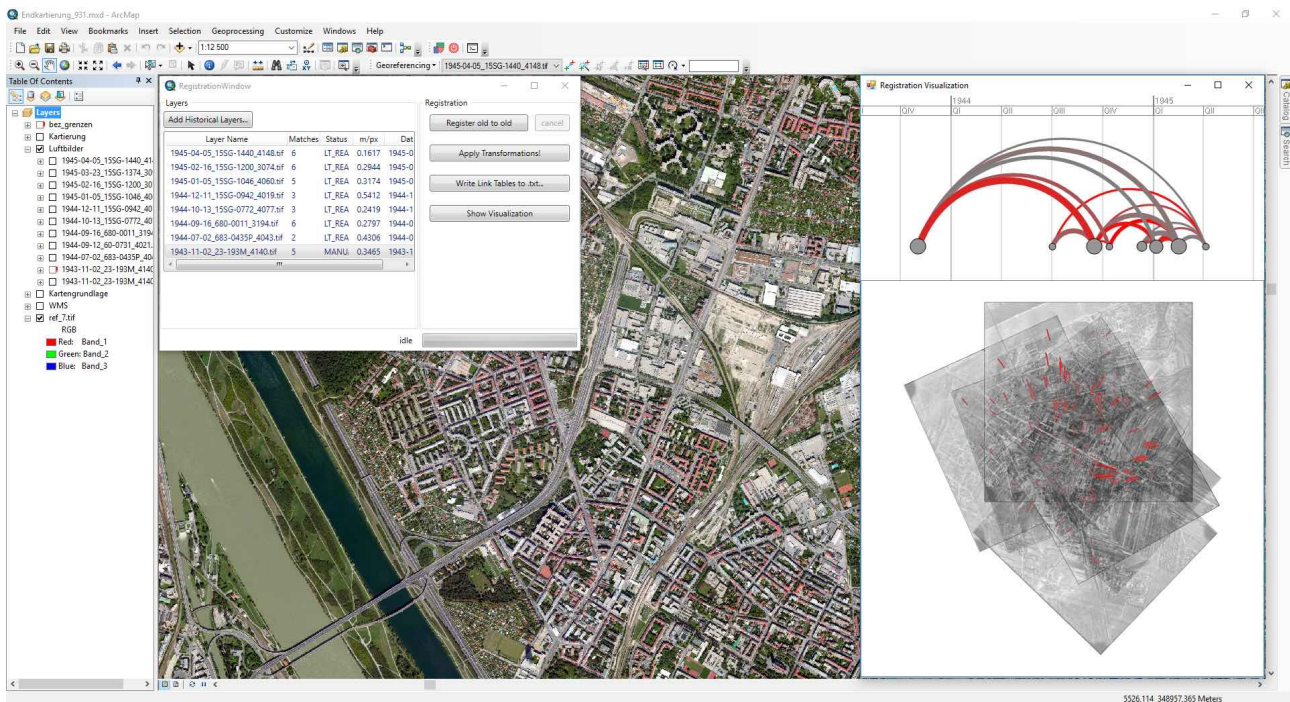 Endkartierung_931.mxd - ArcMap
File Edit View Bookmarks Insert Selection Geoprocessing Customize Windows Help
1:12 500
Georeferencing 1945-04-05_15SG-1440_4148.tif
Table Of Contents
Layers
bez_grenzen
Kartierung
Luftbilder
1945-04-05_15SG-1440_41
1945-03-23_15SG-1374_30
1945-02-16_15SG-1200_30
1945-01-05_15SG-1046_40
1944-12-11_15SG-0942_40
1944-10-13_15SG-0772_40
1944-09-16_680-0011_319
1944-09-12_60-0731_4021.
1944-07-02_683-0435P_40
1943-11-02_23-193M_4140
1943-11-02_23-193M_414
Kartengrundlage
WMS
ref_7.tif
RGB
Red: Band_1
Green: Band_2
Blue: Band_3
RegistrationWindow
Layers
Add Historical Layers...
Layer Name Matches Status m/px Dat
1945-04-05_15SG-1440_4148.tif 6 LT_REA 0.1617 1945-0
1945-02-16_15SG-1200_3074.tif 6 LT_REA 0.2944 1945-0
1945-01-05_15SG-1046_4060.tif 5 LT_REA 0.3174 1945-0
1944-12-11_15SG-0942_4019.tif 3 LT_REA 0.5412 1944-1
1944-10-13_15SG-0772_4077.tif 3 LT_REA 0.2419 1944-1
1944-09-16_680-0011_3194.tif 6 LT_REA 0.2797 1944-0
1944-07-02_683-0435P_4043.tif 2 LT_REA 0.4306 1944-0
1943-11-02_23-193M_4140.tif 5 MANU. 0.3465 1943-1
Registration
Register old to old cancel
Apply Transformations!
Write Link Tables to .txt...
Show Visualization
idle
Registration Visualization
1944 1945
QIV QI QII QIII QIV QI QII QII
Catalog
Search
5526,114 348957,365 Meters